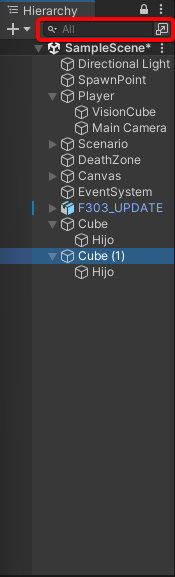 Hierarchy
All
SampleScene*
Directional Light
SpawnPoint
Player
VisionCube
Main Camera
Scenario
DeathZone
Canvas
EventSystem
F303_UPDATE
Cube
Hijo
Cube (1)
Hijo